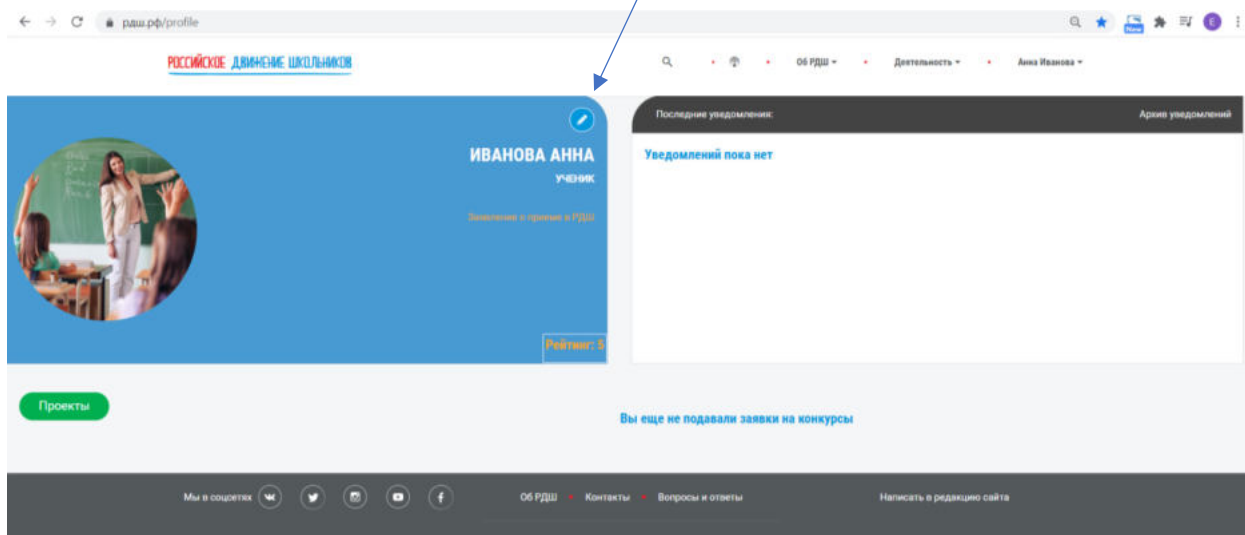 рдш.рф/profile
New
E
РОССИЙСКОЕ ДВИЖЕНИЕ ШКОЛЬНИКОВ
Об РДШ
Деятельность
Анна Иванова
ИВАНОВА АННА
УЧЕНИК
Заявление о приеме в РДШ
Рейтинг: 5
Последние уведомления:
Архив уведомлений
Уведомлений пока нет
Проекты
Вы еще не подавали заявки на конкурсы
Мы в соцсетях
Об РДШ Контакты Вопросы и ответы
Написать в редакцию сайта